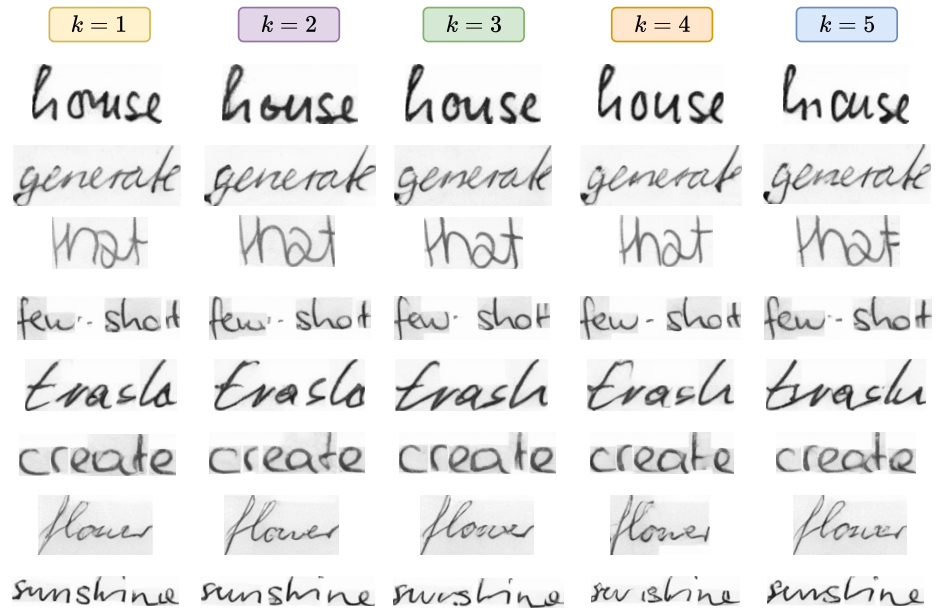 k = 1 k = 2 k = 3 k = 4 k = 5
house house house house house
generate generate generate generate generate
that that that that that
few-shot few-shot few-shot few-shot few-shot
trash trash trash trash trash
create create create create create
flower flower flower flower flower
sunshine sunshine sunshine sunshine sunshine